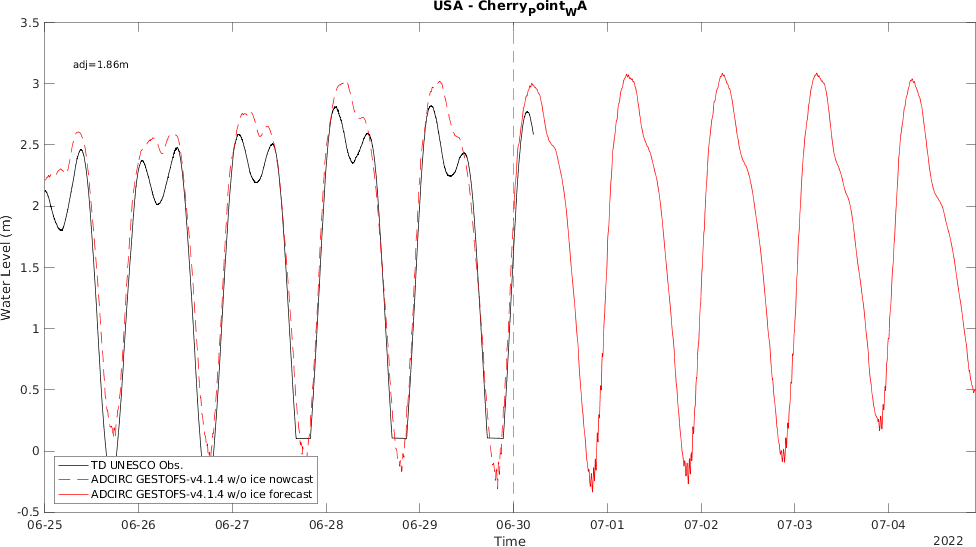 USA - Cherry_Point_WA
3.5
adj=1.86m
3
2.5
2
1.5
1
0.5
0
-0.5
Water Level (m)
TD UNESCO Obs.
ADCIRC GESTOFS-v4.1.4 w/o ice nowcast
ADCIRC GESTOFS-v4.1.4 w/o ice forecast
06-25 06-26 06-27 06-28 06-29 06-30 07-01 07-02 07-03 07-04
Time
2022